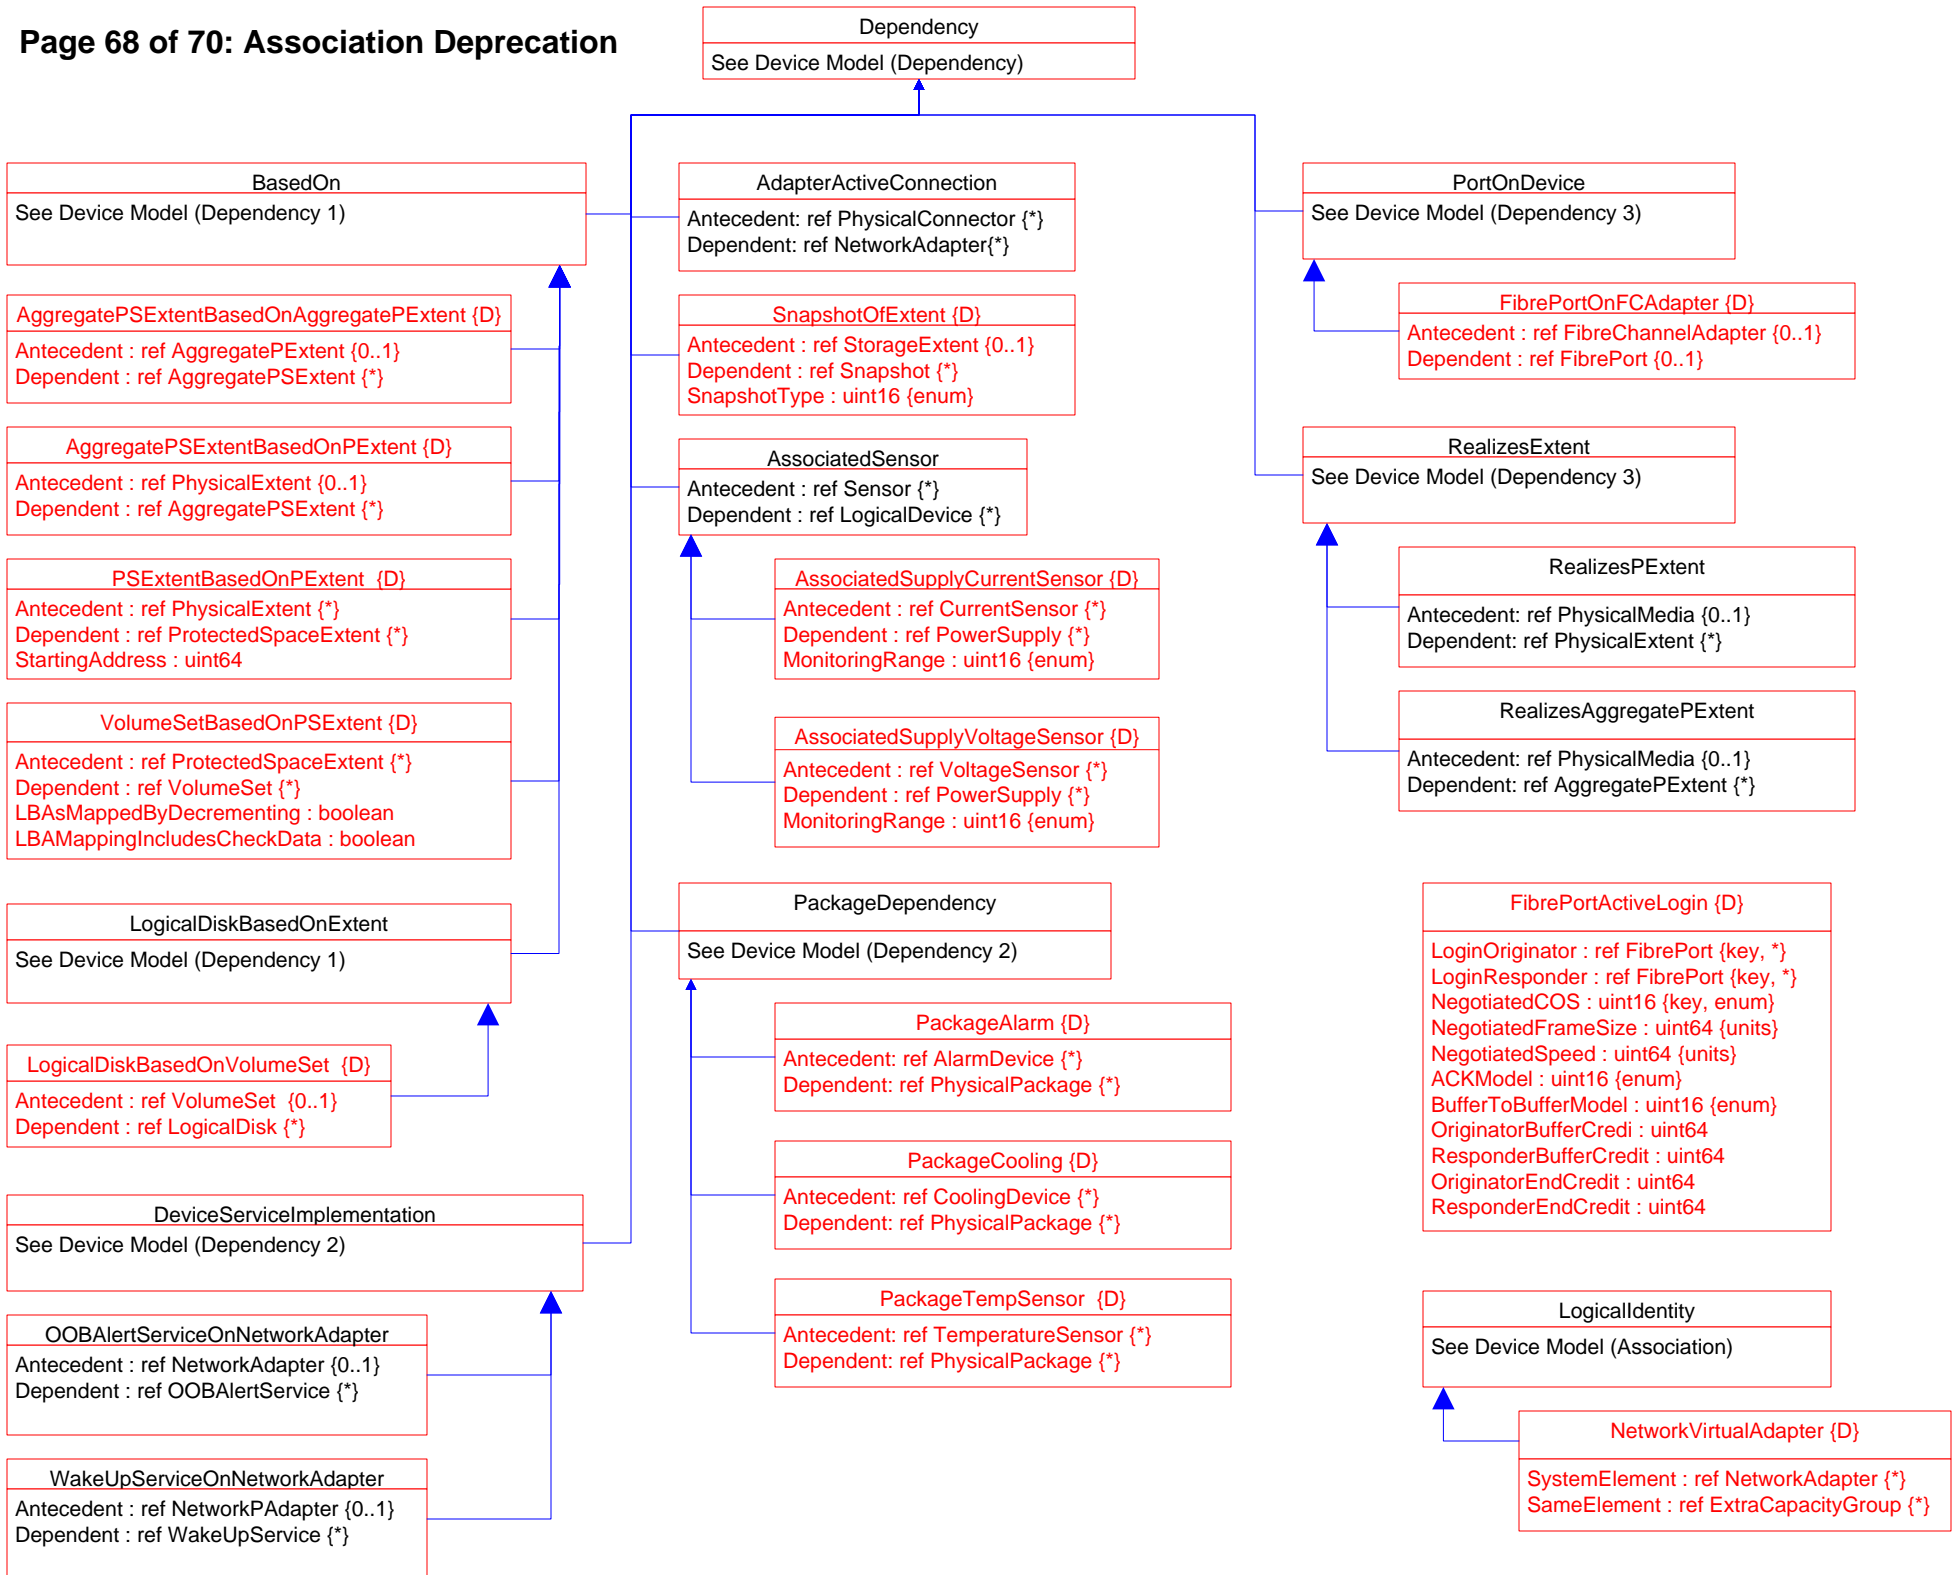 Page 68 of 70: Association Deprecation
Dependency
See Device Model (Dependency)
BasedOn
See Device Model (Dependency 1)
AggregatePSExtentBasedOnAggregatePExtent {D}
Antecedent : ref AggregatePExtent {0..1}
Dependent : ref AggregatePSExtent {*}
AggregatePSExtentBasedOnPExtent {D}
Antecedent : ref PhysicalExtent {0..1}
Dependent : ref AggregatePSExtent {*}
PSExtentBasedOnPExtent  {D}
Antecedent : ref PhysicalExtent {*}
Dependent : ref ProtectedSpaceExtent {*}
StartingAddress : uint64
VolumeSetBasedOnPSExtent {D}
Antecedent : ref ProtectedSpaceExtent {*}
Dependent : ref VolumeSet {*}
LBAsMappedByDecrementing : boolean
LBAMappingIncludesCheckData : boolean
LogicalDiskBasedOnExtent
See Device Model (Dependency 1)
LogicalDiskBasedOnVolumeSet  {D}
Antecedent : ref VolumeSet  {0..1}
Dependent : ref LogicalDisk {*}
DeviceServiceImplementation
See Device Model (Dependency 2)
OOBAlertServiceOnNetworkAdapter
Antecedent : ref NetworkAdapter {0..1}
Dependent : ref OOBAlertService {*}
WakeUpServiceOnNetworkAdapter
Antecedent : ref NetworkPAdapter {0..1}
Dependent : ref WakeUpService {*}
AdapterActiveConnection
Antecedent: ref PhysicalConnector {*}
Dependent: ref NetworkAdapter{*}
SnapshotOfExtent {D}
Antecedent : ref StorageExtent {0..1}
Dependent : ref Snapshot {*}
SnapshotType : uint16 {enum}
AssociatedSensor
Antecedent : ref Sensor {*}
Dependent : ref LogicalDevice {*}
AssociatedSupplyCurrentSensor {D}
Antecedent : ref CurrentSensor {*}
Dependent : ref PowerSupply {*}
MonitoringRange : uint16 {enum}
AssociatedSupplyVoltageSensor {D}
Antecedent : ref VoltageSensor {*}
Dependent : ref PowerSupply {*}
MonitoringRange : uint16 {enum}
PackageDependency
See Device Model (Dependency 2)
PackageAlarm {D}
Antecedent: ref AlarmDevice {*}
Dependent: ref PhysicalPackage {*}
PackageCooling {D}
Antecedent: ref CoolingDevice {*}
Dependent: ref PhysicalPackage {*}
PackageTempSensor  {D}
Antecedent: ref TemperatureSensor {*}
Dependent: ref PhysicalPackage {*}
PortOnDevice
See Device Model (Dependency 3)
FibrePortOnFCAdapter {D}
Antecedent : ref FibreChannelAdapter {0..1}
Dependent : ref FibrePort {0..1}
RealizesExtent
See Device Model (Dependency 3)
RealizesPExtent
Antecedent: ref PhysicalMedia {0..1}
Dependent: ref PhysicalExtent {*}
RealizesAggregatePExtent
Antecedent: ref PhysicalMedia {0..1}
Dependent: ref AggregatePExtent {*}
FibrePortActiveLogin {D}
LoginOriginator : ref FibrePort {key, *}
LoginResponder : ref FibrePort {key, *}
NegotiatedCOS : uint16 {key, enum}
NegotiatedFrameSize : uint64 {units}
NegotiatedSpeed : uint64 {units}
ACKModel : uint16 {enum}
BufferToBufferModel : uint16 {enum}
OriginatorBufferCredi : uint64
ResponderBufferCredit : uint64
OriginatorEndCredit : uint64
ResponderEndCredit : uint64
LogicalIdentity
See Device Model (Association)
NetworkVirtualAdapter {D}
SystemElement : ref NetworkAdapter {*}
SameElement : ref ExtraCapacityGroup {*}